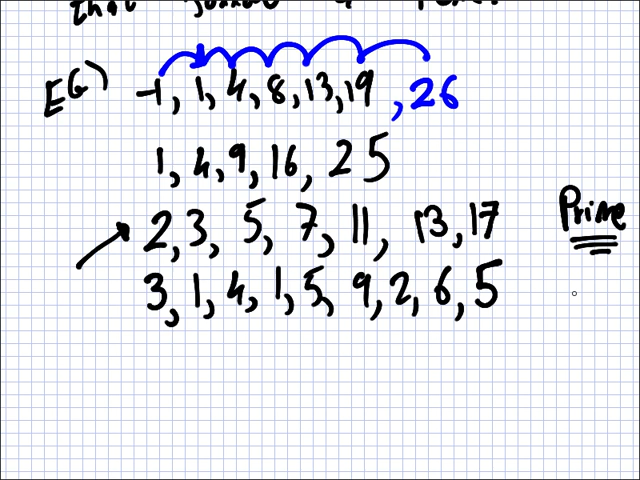 that
EG) -1, 1, 4, 8, 13, 19, 26
1, 4, 9, 16, 25
2, 3, 5, 7, 11, 13, 17 Prime
3, 1, 4, 1, 5, 9, 2, 6, 5